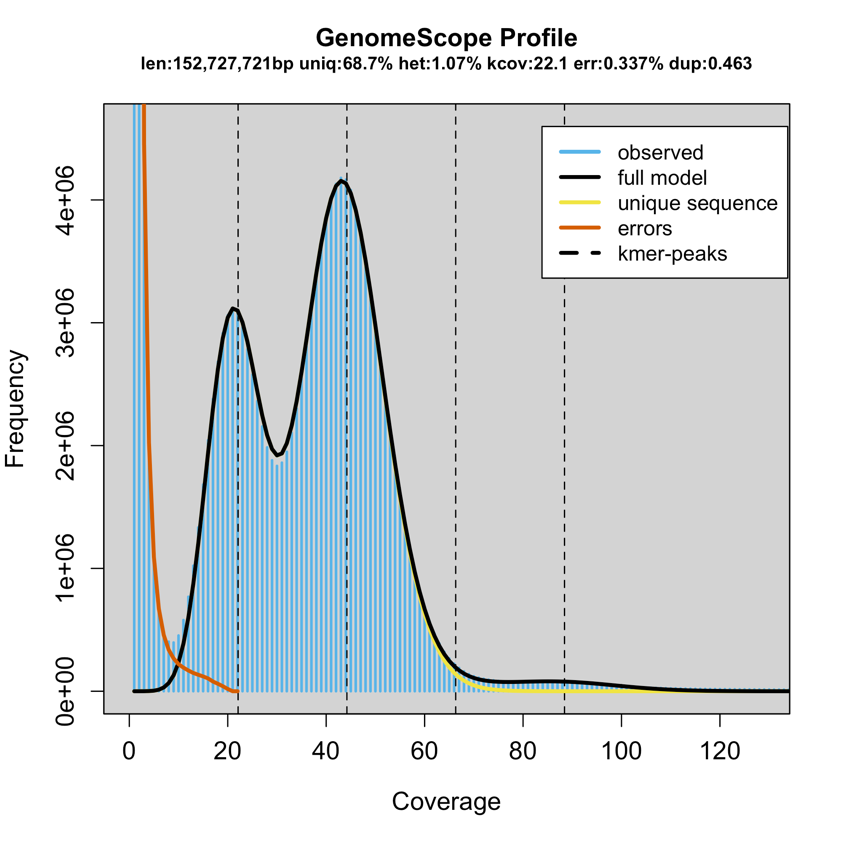 GenomeScope Profile
len:152,727,721bp uniq:68.7% het:1.07% kcov:22.1 err:0.337% dup:0.463
observed
full model
unique sequence
errors
kmer-peaks
Frequency
4e+06
3e+06
2e+06
1e+06
0e+00
0 20 40 60 80 100 120
Coverage